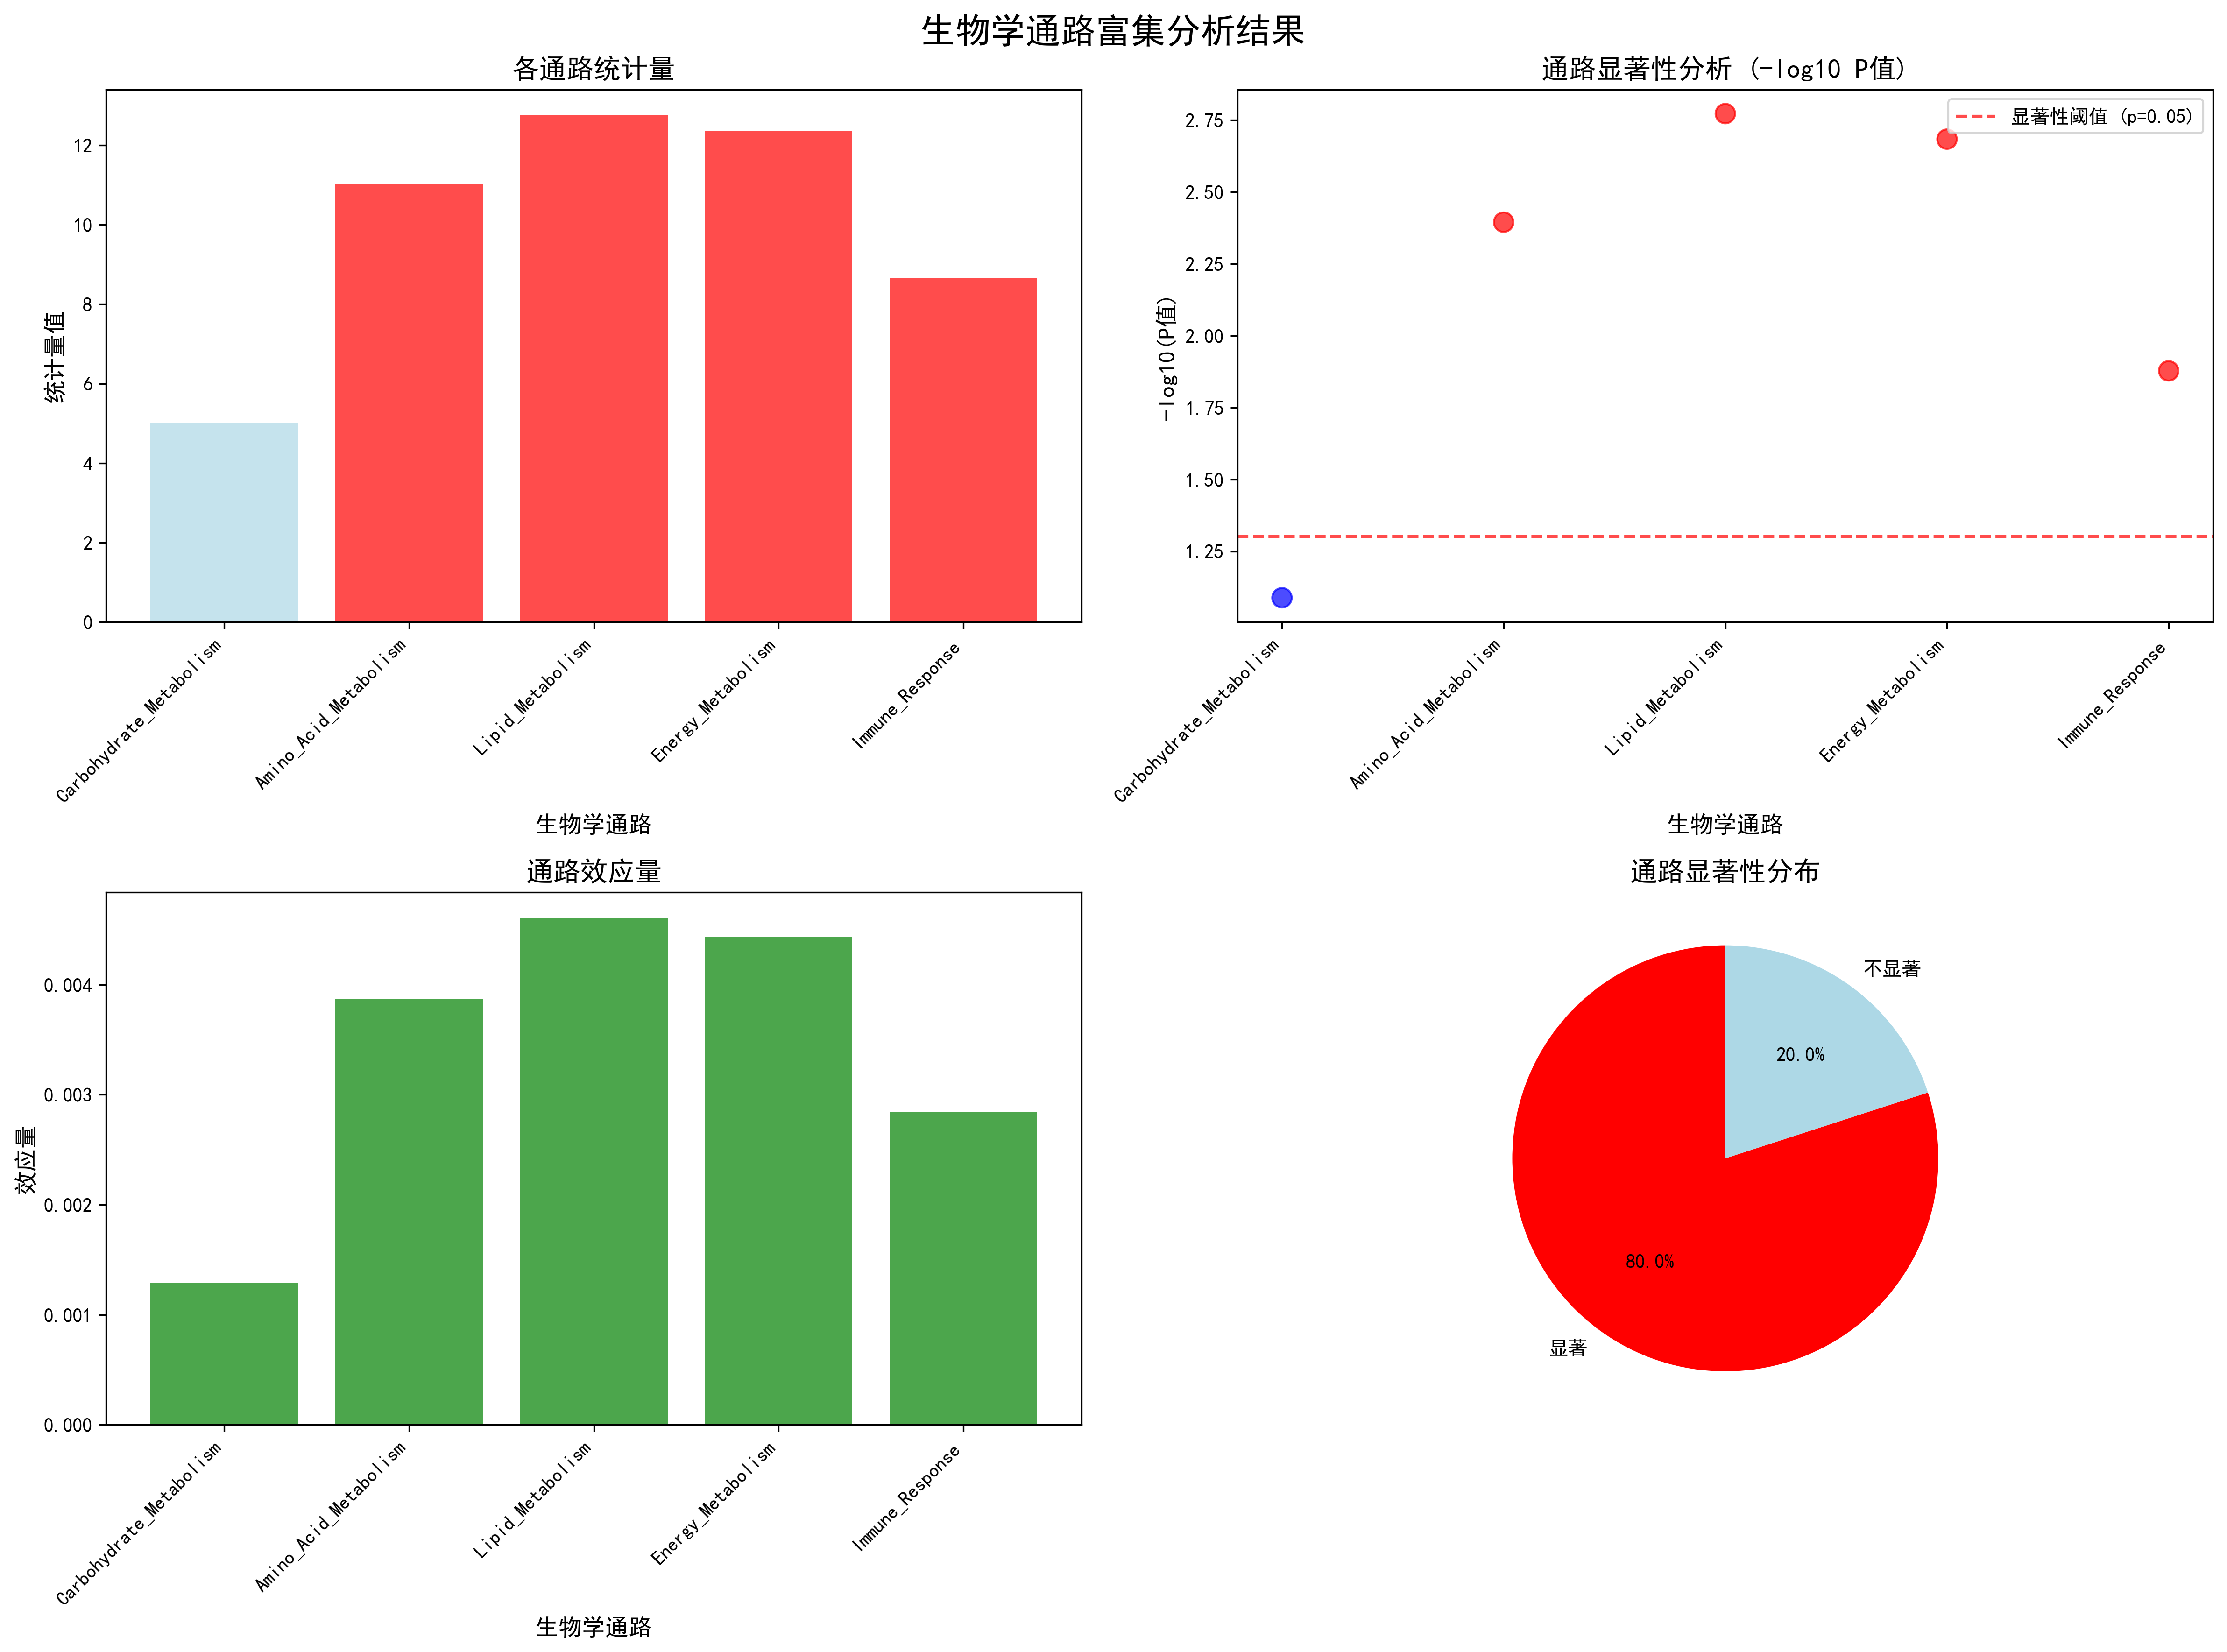 生物学通路富集分析结果
各通路统计量
统计量值
12
10
8
6
4
2
0
Carbohydrate_Metabolism
Amino_Acid_Metabolism
Lipid_Metabolism
Energy_Metabolism
Immune_Response
生物学通路
通路显著性分析 (-log10 P值)
显著性阈值 (p=0.05)
-log10(P值)
2.75
2.50
2.25
2.00
1.75
1.50
1.25
Carbohydrate_Metabolism
Amino_Acid_Metabolism
Lipid_Metabolism
Energy_Metabolism
Immune_Response
生物学通路
通路效应量
效应量
0.004
0.003
0.002
0.001
0.000
Carbohydrate_Metabolism
Amino_Acid_Metabolism
Lipid_Metabolism
Energy_Metabolism
Immune_Response
生物学通路
通路显著性分布
不显著
20.0%
80.0%
显著